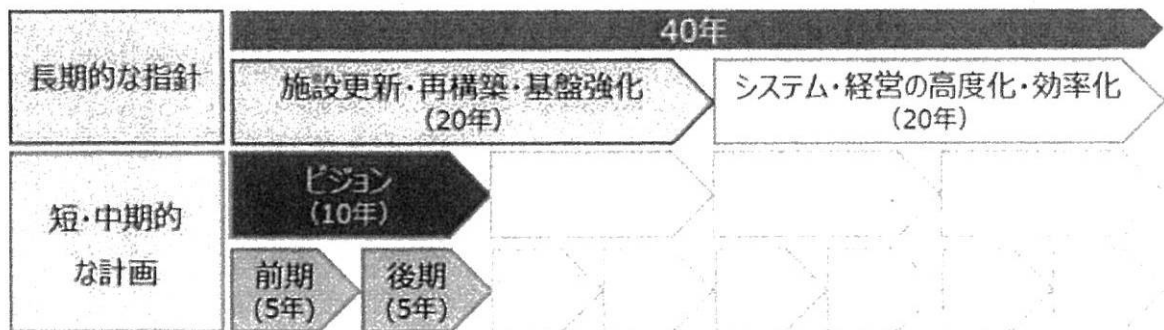 40年
長期的な指針
施設更新・再構築・基盤強化
(20年)
システム・経営の高度化・効率化
(20年)
短・中期的
な計画
ビジョン
(10年)
前期
(5年)
後期
(5年)